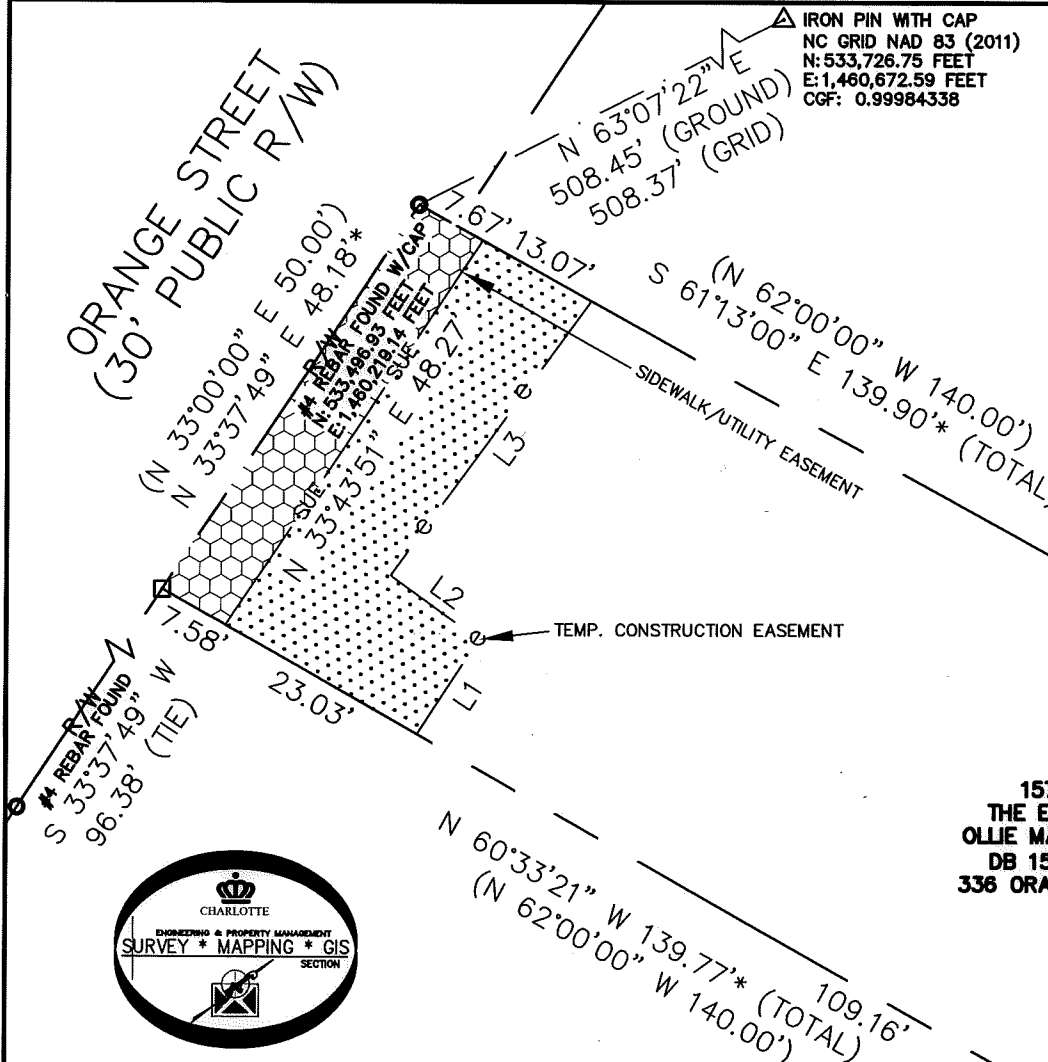 IRON PIN WITH CAP
NC GRID NAD 83 (2011)
N:533,726.75 FEET
E:1,460,672.59 FEET
CGF: 0.99984338
N 63°07'22" E
508.45' (GROUND)
508.37' (GRID)
ORANGE STREET
(30' PUBLIC R/W)
7.67'
13.07'
(N 62°00'00" W 140.00')
S 61°13'00" E 139.90'* (TOTAL)
(N 33°00'00" E 50.00')
N 33°37'49" E 48.18'*
R/W
#4 REBAR FOUND W/CAP
N:533,496.93 FEET
E:1,460,219.14 FEET
SUE
SUE
N 33°43'51" E 48.27'
SIDEWALK/UTILITY EASEMENT
e
L3
e
L2
e
TEMP. CONSTRUCTION EASEMENT
L1
7.58'
23.03'
R/W
#4 REBAR FOUND
S 33°37'49" W
96.38' (TIE)
157
THE E
OLLIE MA
DB 15
336 ORA
N 60°33'21" W 139.77'* (TOTAL)
(N 62°00'00" W 140.00')
109.16'
CHARLOTTE
ENGINEERING & PROPERTY MANAGEMENT
SURVEY * MAPPING * GIS
SECTION